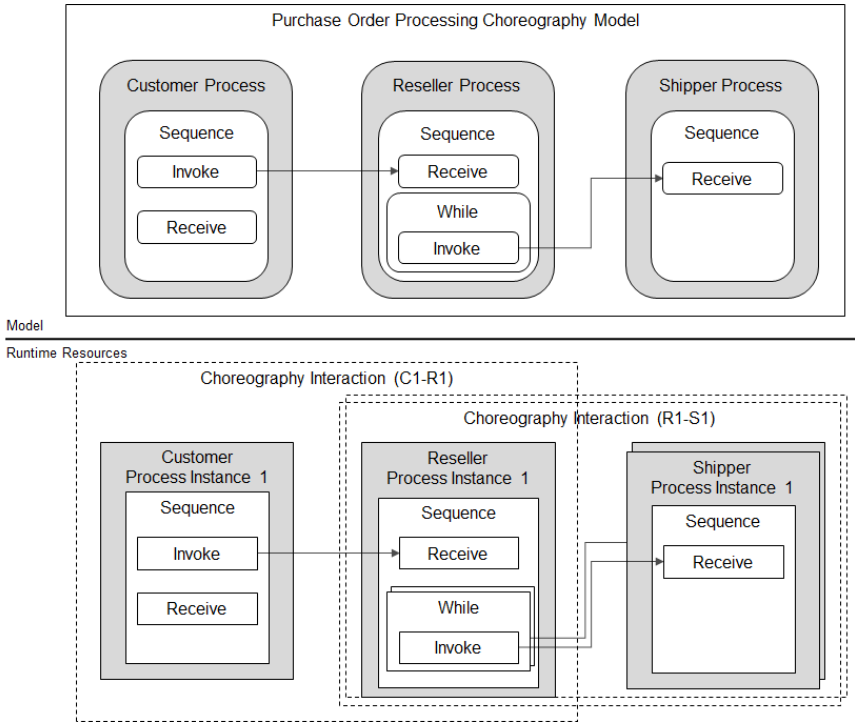 Purchase Order Processing Choreography Model
Customer Process
Reseller Process
Shipper Process
Sequence
Sequence
Sequence
Invoke
Receive
Receive
Receive
While
Invoke
Receive
Model
Runtime Resources
Choreography Interaction (C1-R1)
Choreography Interaction (R1-S1)
Customer
Process Instance 1
Reseller
Process Instance 1
Shipper
Process Instance 1
Sequence
Sequence
Sequence
Invoke
Receive
Receive
Receive
While
Invoke
Receive